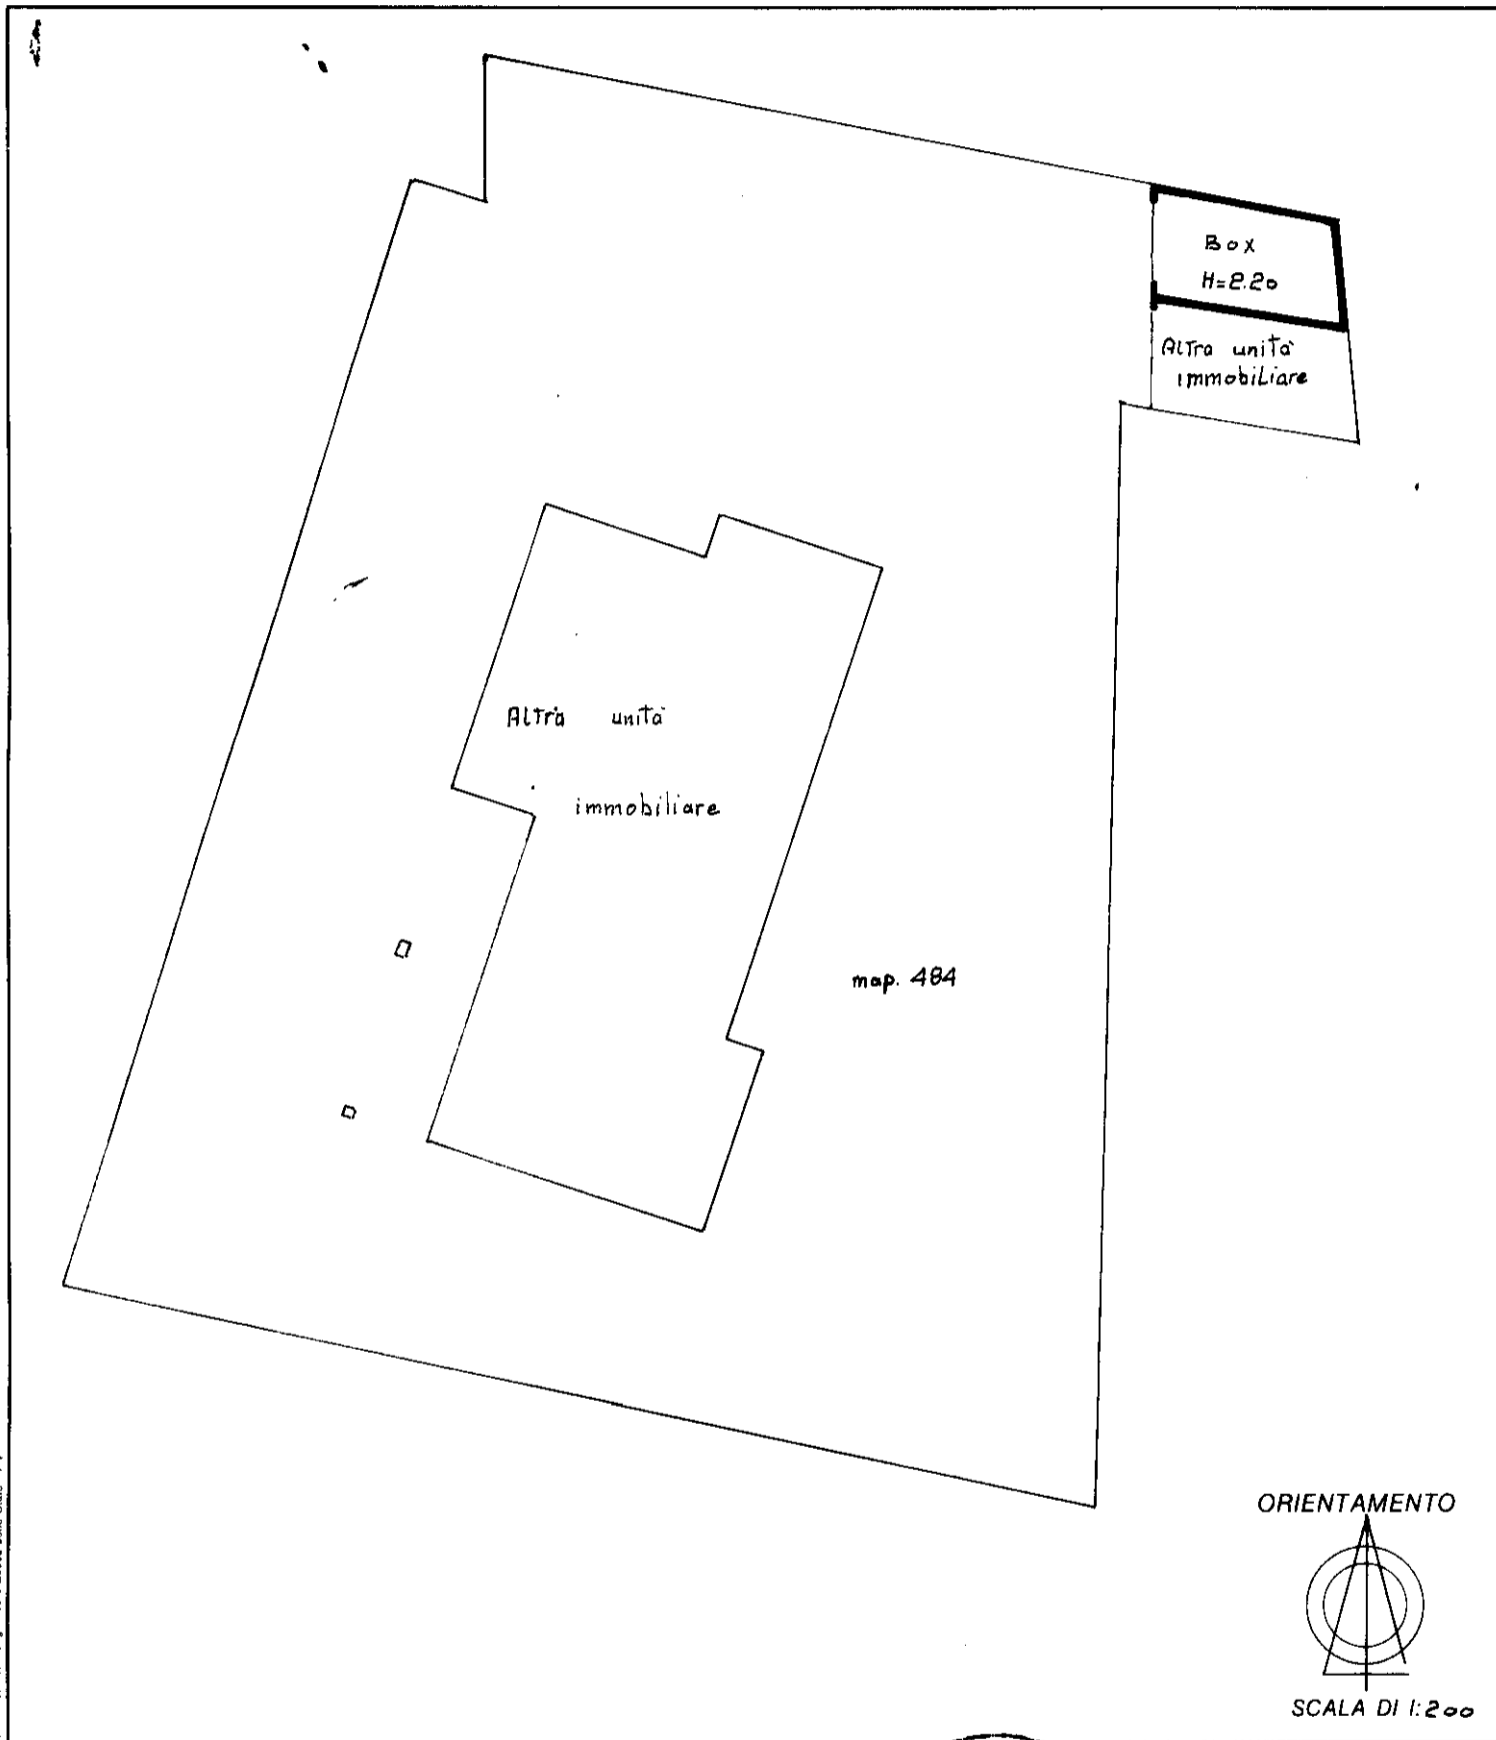 Box
H=2.20
Altra unità
immobiliare
Altra unità
immobiliare
map. 484
ORIENTAMENTO
SCALA DI 1:200